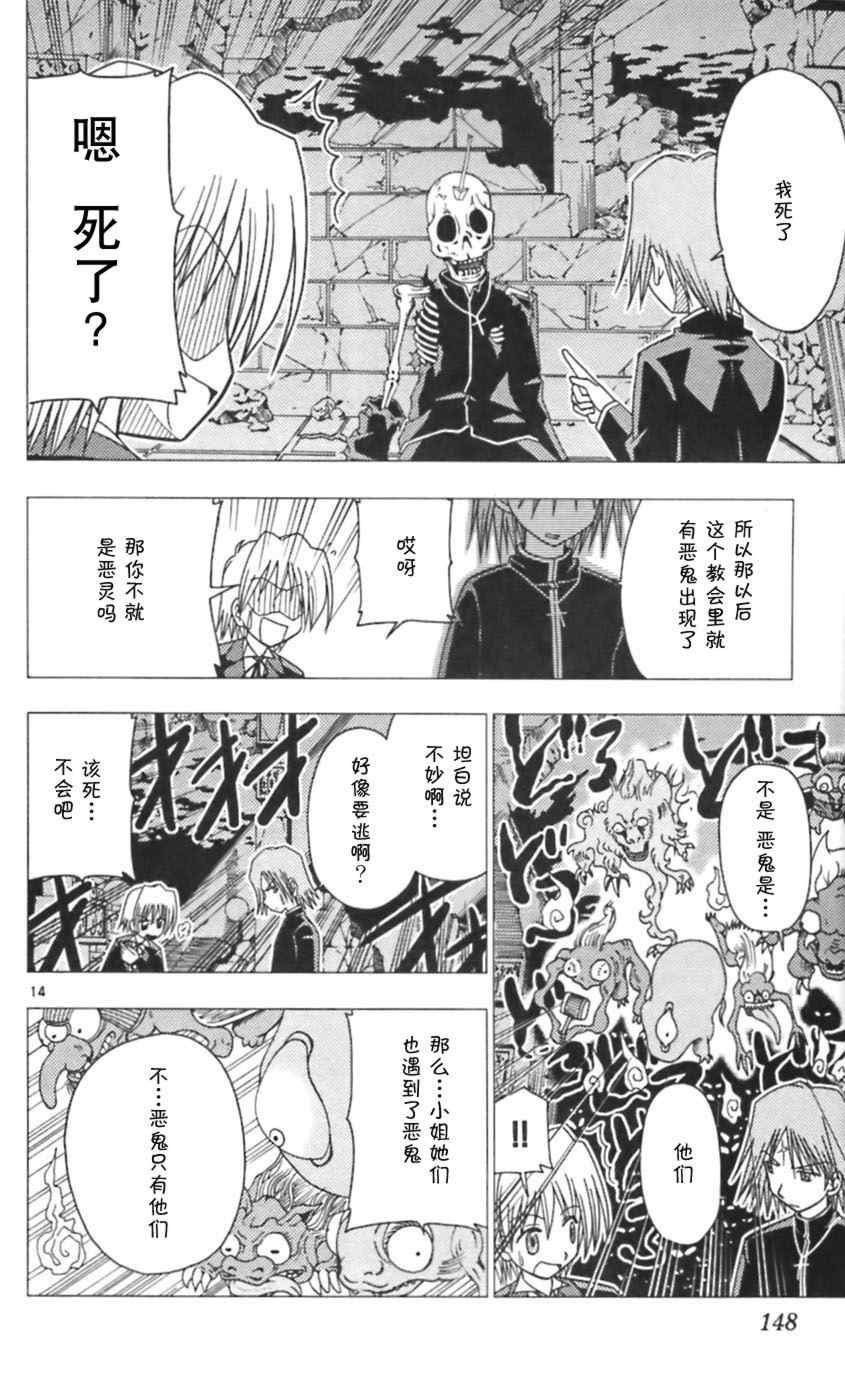 我死了
嗯
死了?
所以那以后
这个教会里就
有恶鬼出现了
哎呀
那你不就
是恶灵吗
不是 恶鬼是…
他们
!!
坦白说
不妙啊…
好像要
逃啊?
该死…
不会吧
14
那么…小姐她们
也遇到了恶鬼
不…恶鬼只有他们
148